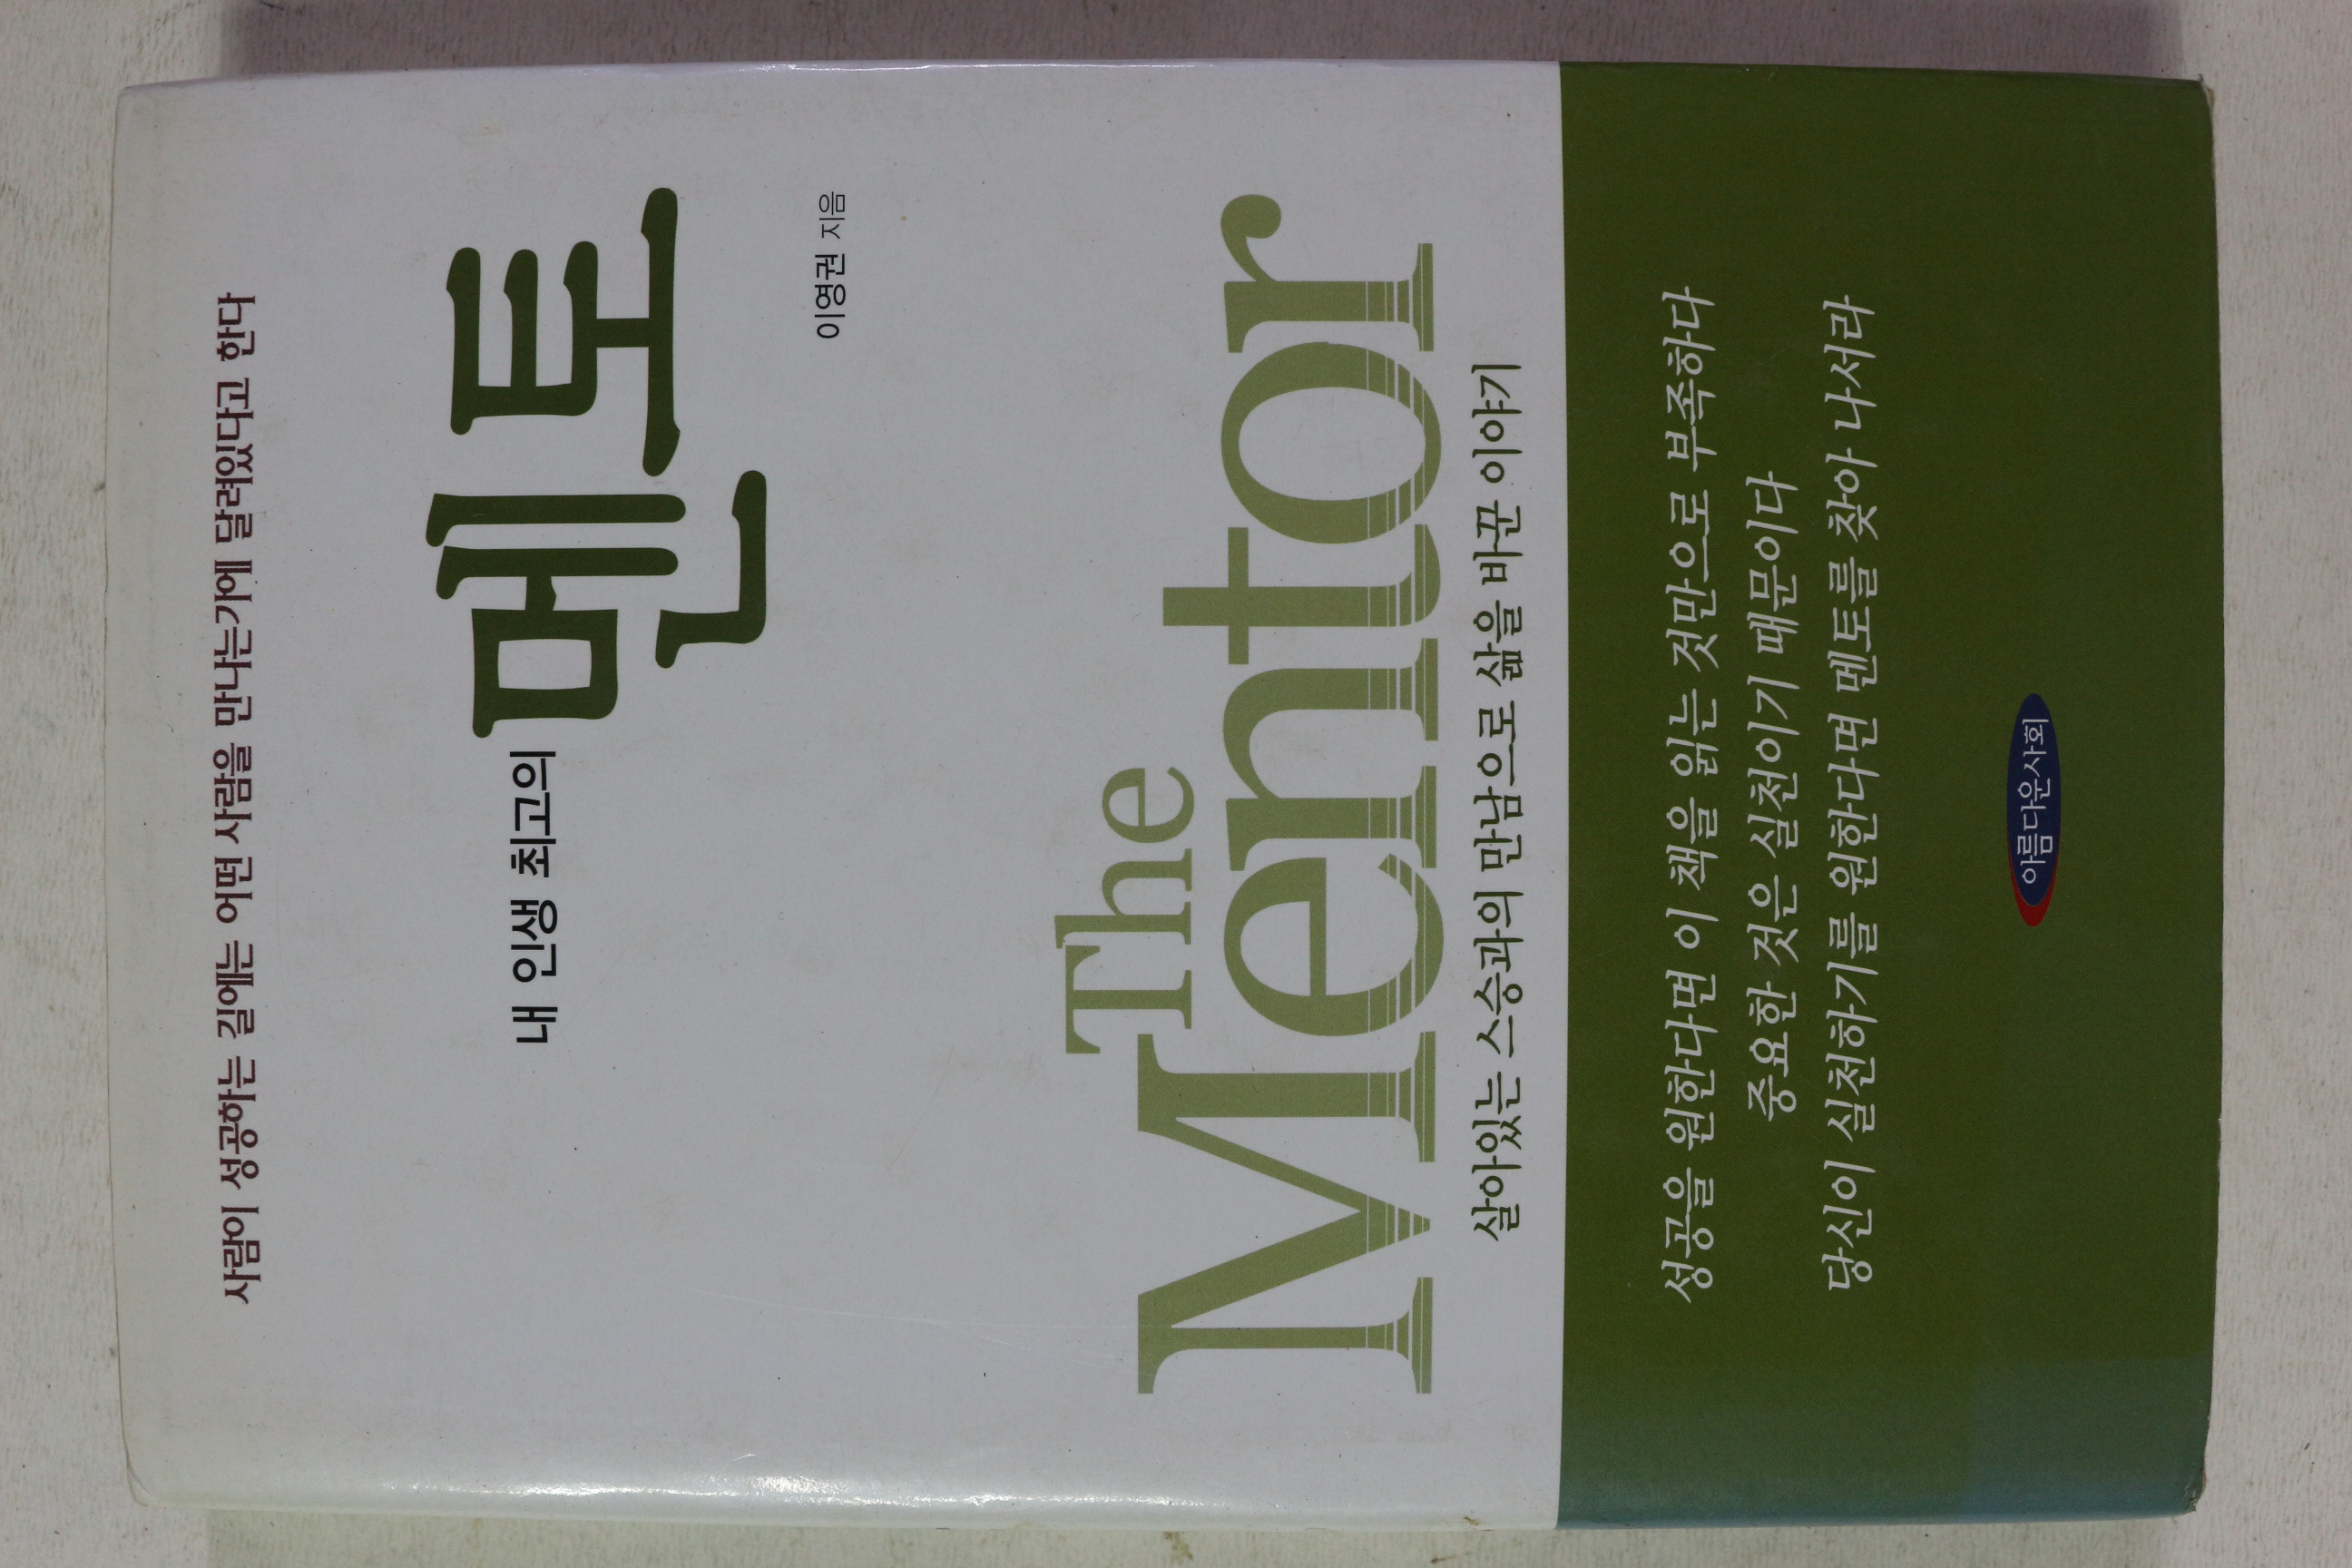 사람이 성공하는 길에는 어떤 사람을 만나는가에 달려있다고 한다
내 인생 최고의 멘토
이영권 지음
The
Mentor
살아있는 스승과의 만남으로 삶을 바꾼 이야기
성공을 원한다면 이 책을 읽는 것만으로 부족하다
중요한 것은 실천이기 때문이다
당신이 실천하기를 원한다면 멘토를 찾아 나서라
아름다운사회